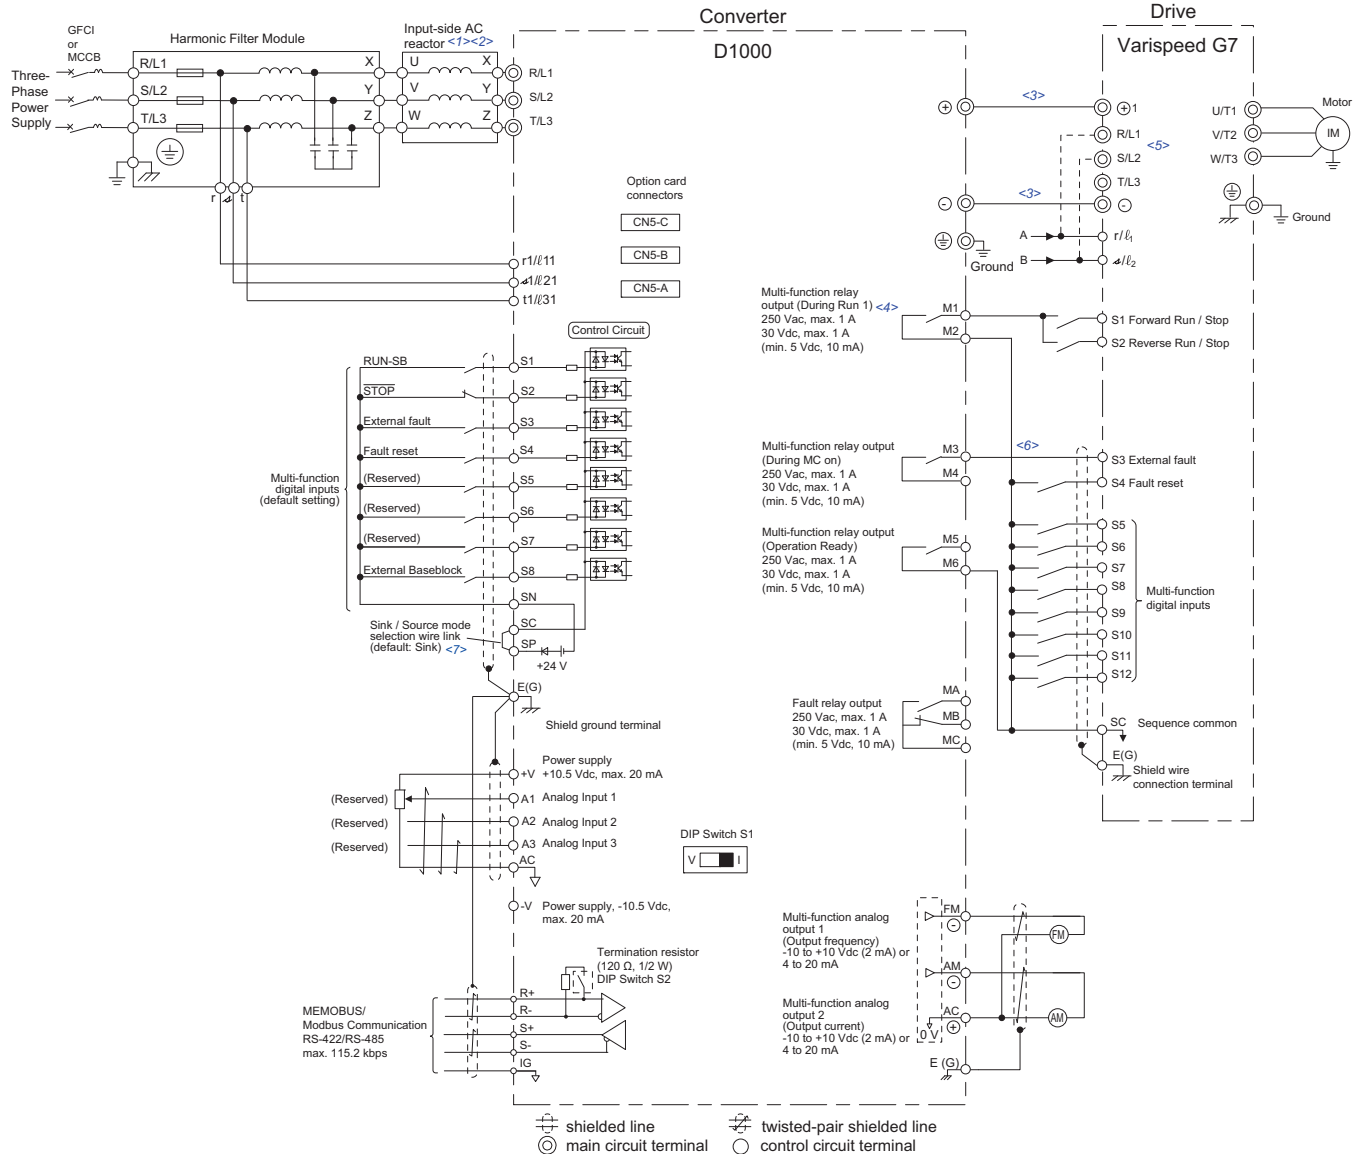 Converter
Drive
D1000
Varispeed G7
GFCI
or
MCCB
Harmonic Filter Module
Input-side AC
reactor <1><2>
Three-
Phase
Power
Supply
R/L1
S/L2
T/L3
X
Y
Z
U
V
W
X
Y
Z
R/L1
S/L2
T/L3
r
s
t
r1/ℓ11
s1/ℓ21
t1/ℓ31
Option card
connectors
CN5-C
CN5-B
CN5-A
Control Circuit
+
-
<3>
<3>
Ground
+1
R/L1
S/L2
T/L3
-
<5>
A
B
r/ℓ1
s/ℓ2
U/T1
V/T2
W/T3
Motor
IM
Ground
Multi-function
digital inputs
(default setting)
RUN-SB
STOP
External fault
Fault reset
(Reserved)
(Reserved)
(Reserved)
External Baseblock
S1
S2
S3
S4
S5
S6
S7
S8
SN
SC
SP
+24 V
Sink / Source mode
selection wire link
(default: Sink) <7>
E(G)
Shield ground terminal
Multi-function relay
output (During Run 1) <4>
250 Vac, max. 1 A
30 Vdc, max. 1 A
(min. 5 Vdc, 10 mA)
M1
M2
S1 Forward Run / Stop
S2 Reverse Run / Stop
Multi-function relay output
(During MC on)
250 Vac, max. 1 A
30 Vdc, max. 1 A
(min. 5 Vdc, 10 mA)
M3
M4
<6>
S3 External fault
S4 Fault reset
Multi-function relay output
(Operation Ready)
250 Vac, max. 1 A
30 Vdc, max. 1 A
(min. 5 Vdc, 10 mA)
M5
M6
S5
S6
S7
S8
S9
S10
S11
S12
Multi-function
digital inputs
Fault relay output
250 Vac, max. 1 A
30 Vdc, max. 1 A
(min. 5 Vdc, 10 mA)
MA
MB
MC
SC Sequence common
E(G)
Shield wire
connection terminal
Power supply
+V +10.5 Vdc, max. 20 mA
(Reserved)
A1 Analog Input 1
(Reserved)
A2 Analog Input 2
(Reserved)
A3 Analog Input 3
AC
-V Power supply, -10.5 Vdc,
max. 20 mA
DIP Switch S1
V I
Termination resistor
(120 Ω, 1/2 W)
DIP Switch S2
MEMOBUS/
Modbus Communication
RS-422/RS-485
max. 115.2 kbps
R+
R-
S+
S-
IG
Multi-function analog
output 1
(Output frequency)
-10 to +10 Vdc (2 mA) or
4 to 20 mA
Multi-function analog
output 2
(Output current)
-10 to +10 Vdc (2 mA) or
4 to 20 mA
FM
-
AM
-
AC
+
0 V
E (G)
FM
AM
shielded line
twisted-pair shielded line
main circuit terminal
control circuit terminal